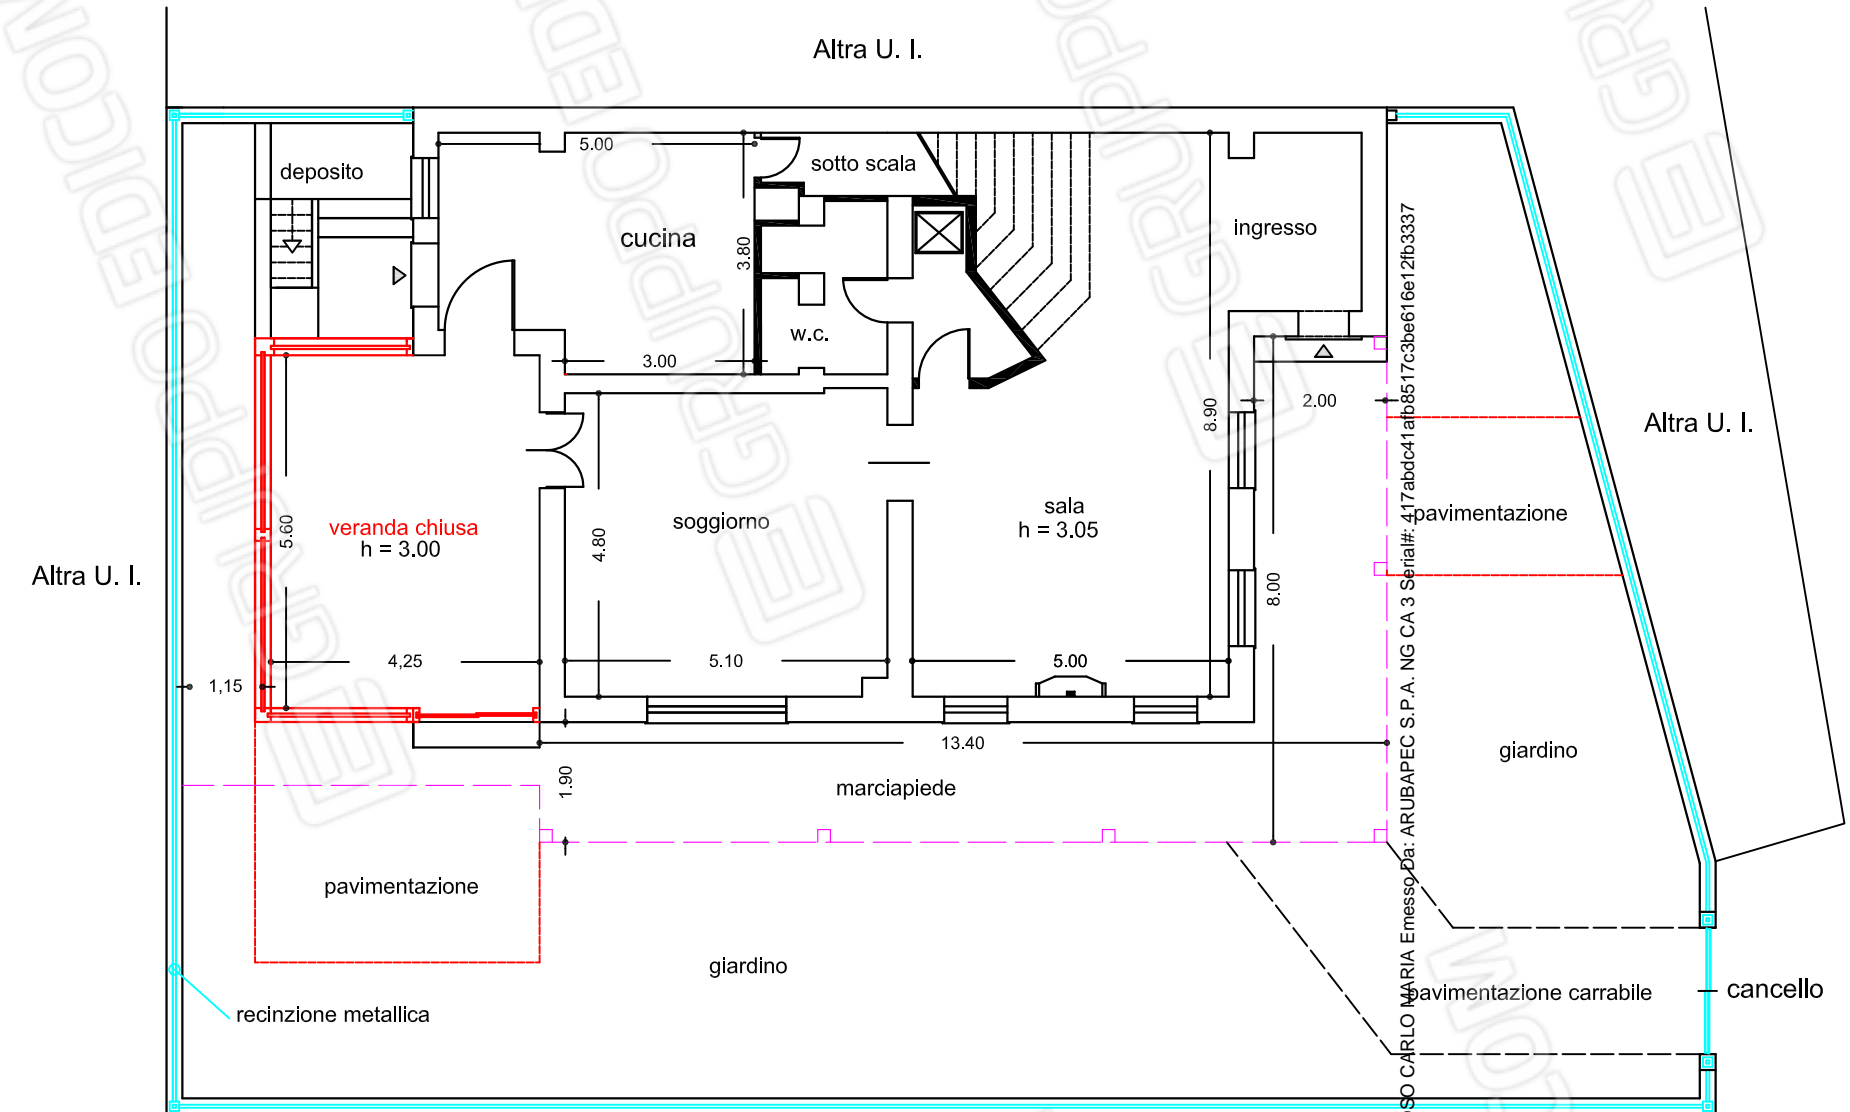 Altra U. I.
5.00
deposito
sotto scala
cucina
3.80
ingresso
w.c.
3.00
2.00
8.90
Altra U. I.
veranda chiusa
h = 3.00
5.60
4.80
soggiorno
sala
h = 3.05
pavimentazione
Altra U. I.
8.00
4,25
5.10
5.00
1,15
13.40
1.90
marciapiede
giardino
pavimentazione
giardino
pavimentazione carrabile
cancello
recinzione metallica
OSO CARLO MARIA Emesso Da: ARUBAPEC S.P.A. NG CA 3 Serial#: 417abdc41afb8517c3be616e12fb3337
GRUPPO EDICOM